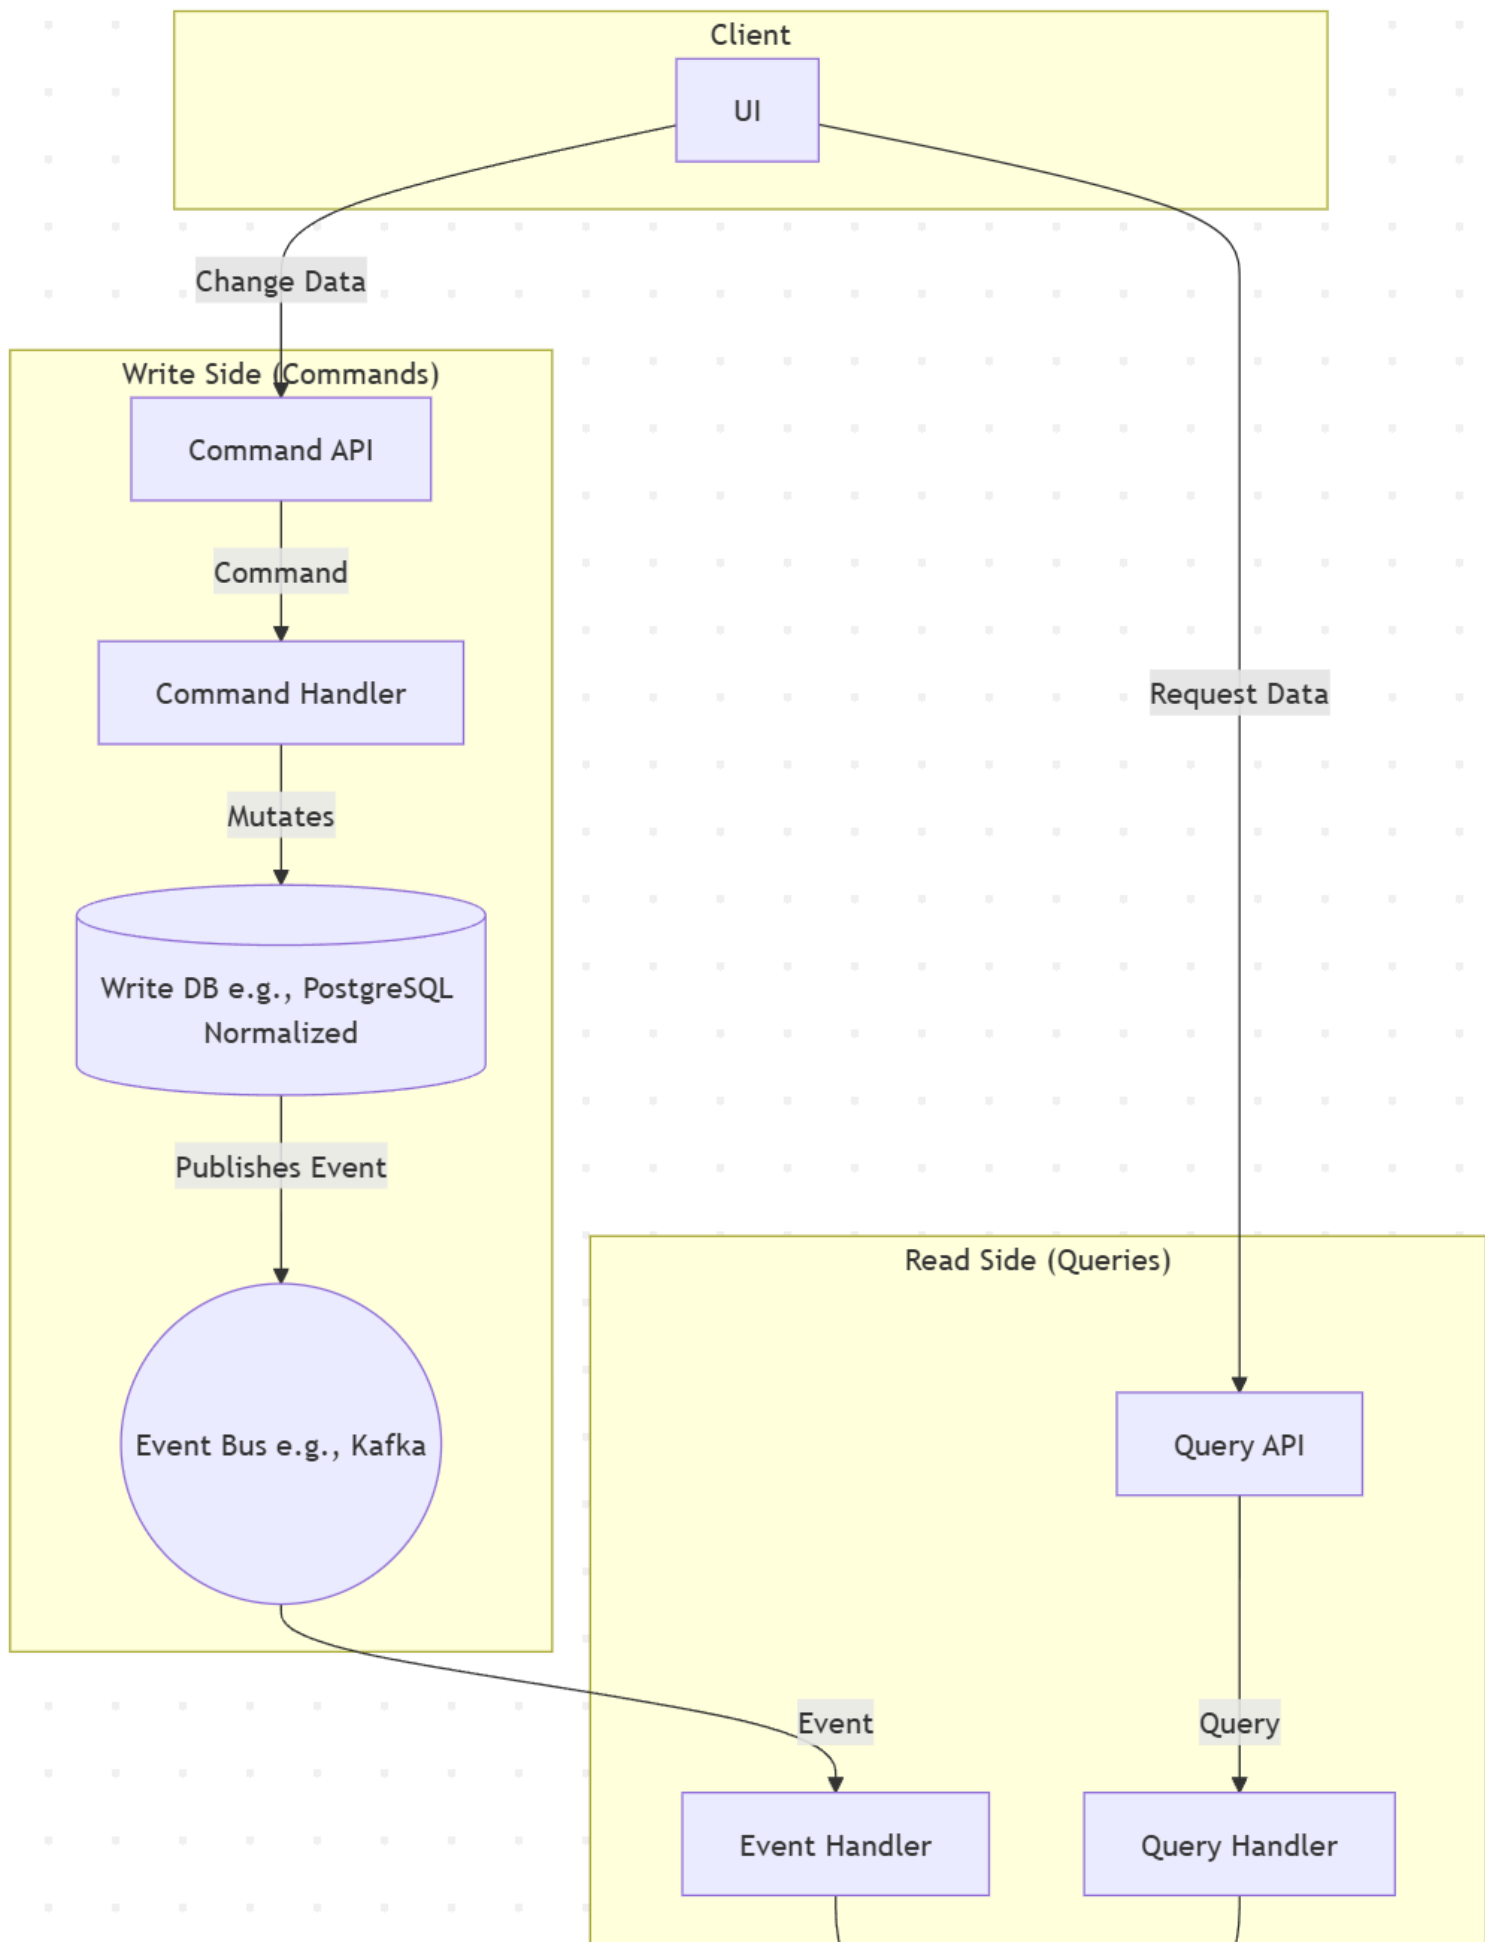 Client
UI
Change Data
Write Side (Commands)
Command API
Command
Command Handler
Request Data
Mutates
Write DB e.g., PostgreSQL
Normalized
Publishes Event
Read Side (Queries)
Event Bus e.g., Kafka
Query API
Event
Query
Event Handler
Query Handler